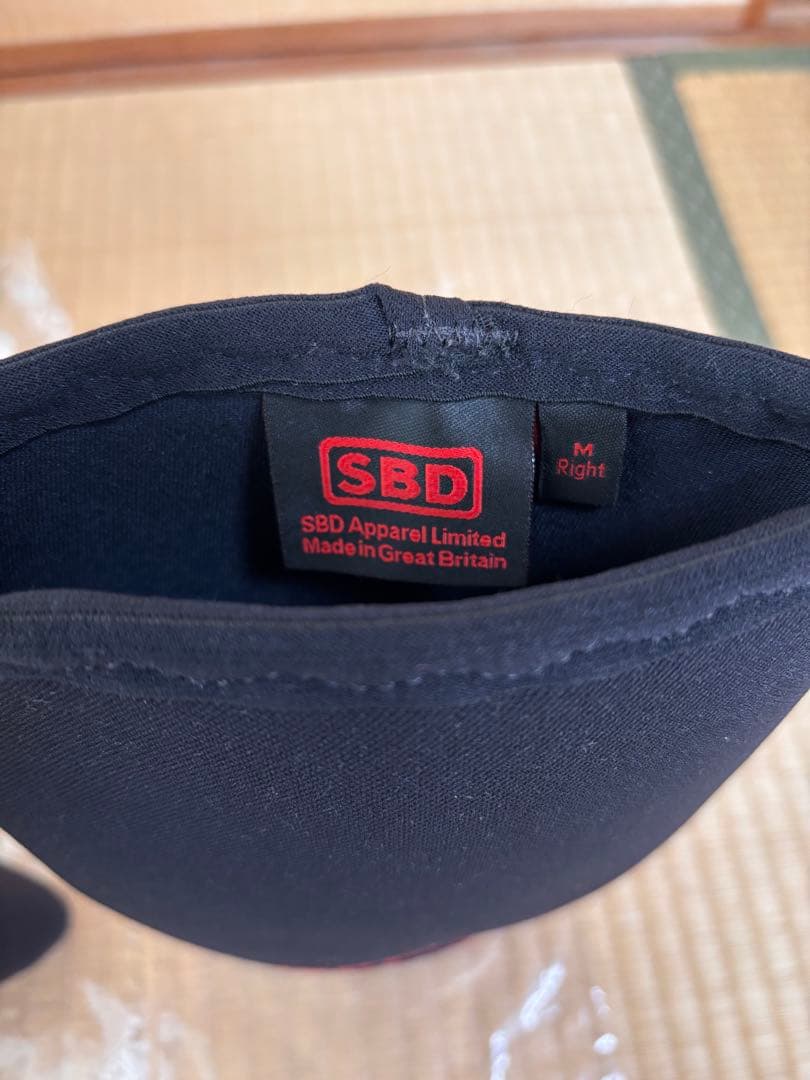 SBD
SBD Apparel Limited
Made in Great Britain
M
Right